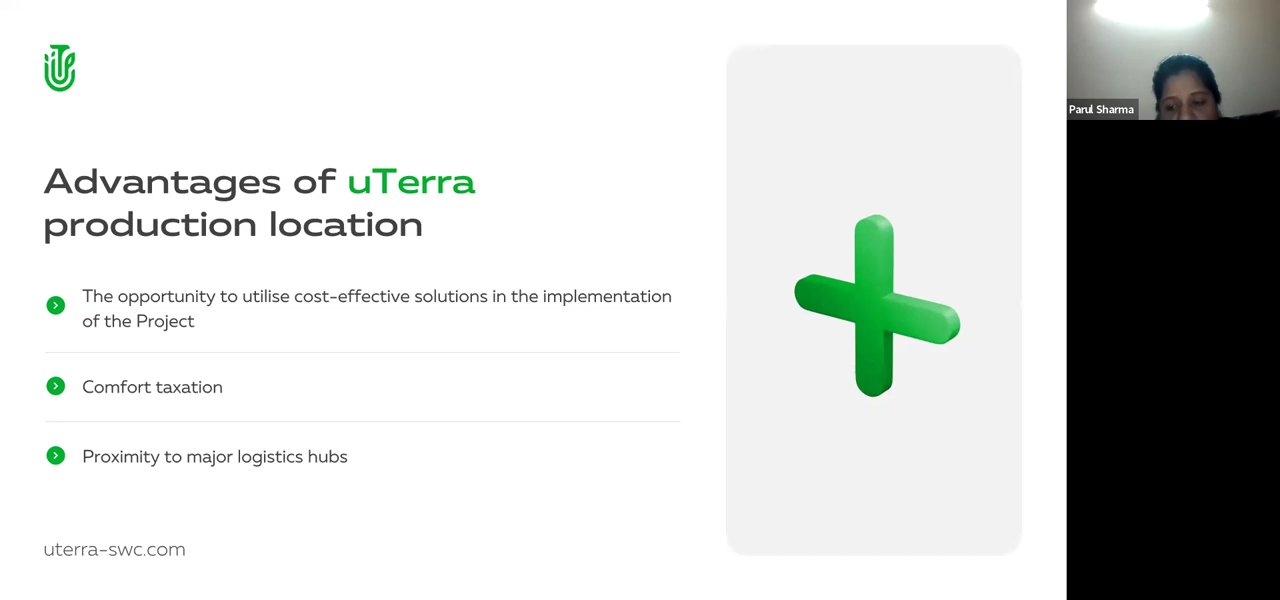 Advantages of uTerra
production location
The opportunity to utilise cost-effective solutions in the implementation
of the Project
Comfort taxation
Proximity to major logistics hubs
uterra-swc.com
Parul Sharma